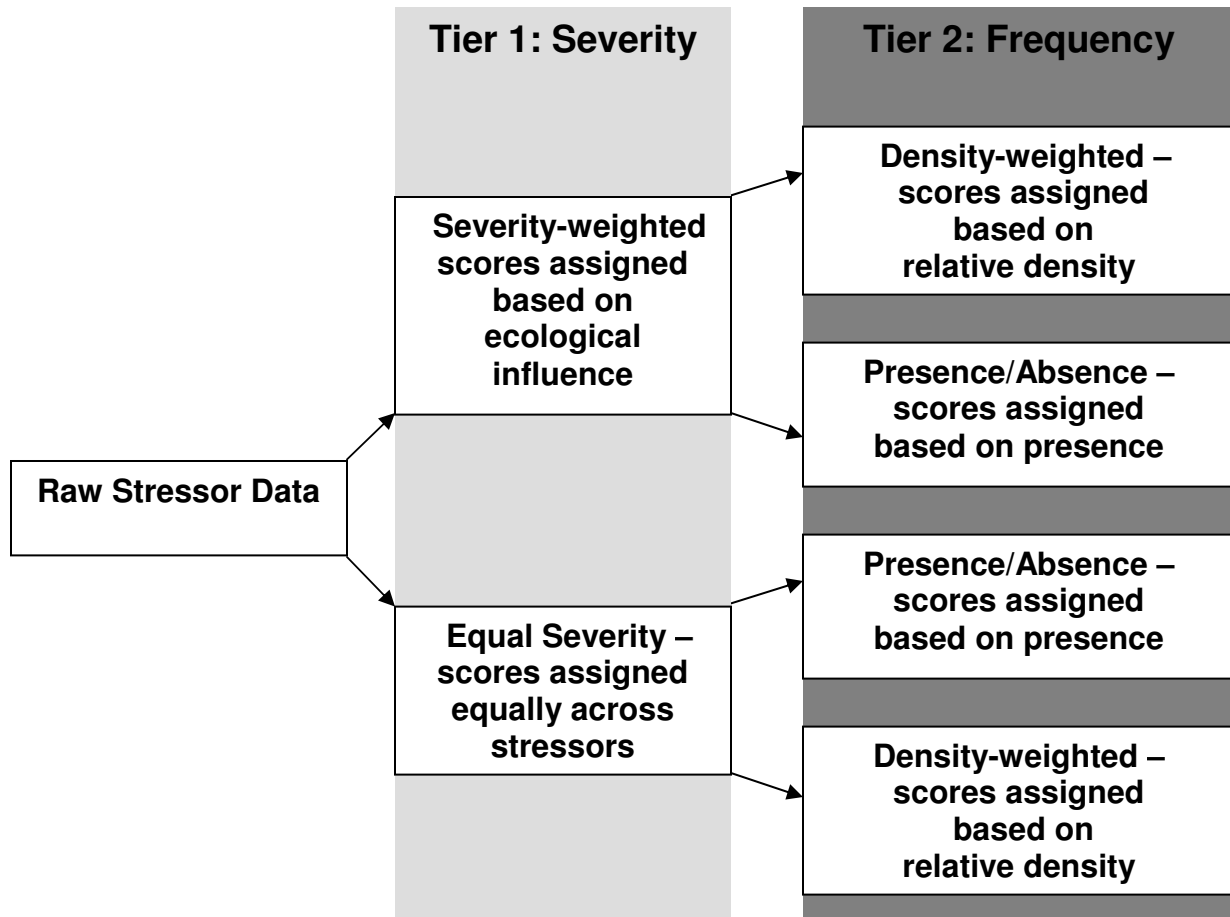 Tier 1: Severity
Tier 2: Frequency
Raw Stressor Data
Severity-weighted
scores assigned
based on
ecological
influence
Equal Severity –
scores assigned
equally across
stressors
Density-weighted –
scores assigned
based on
relative density
Presence/Absence –
scores assigned
based on presence
Presence/Absence –
scores assigned
based on presence
Density-weighted –
scores assigned
based on
relative density